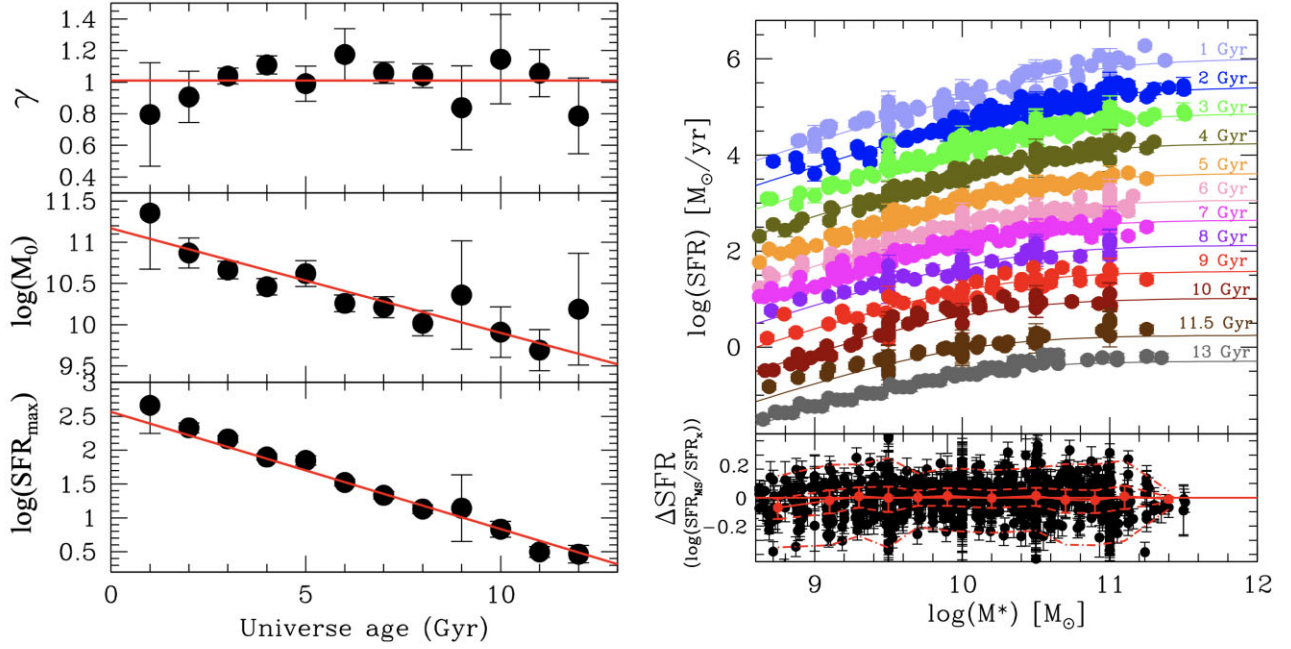 γ
1.4
1.2
1
0.8
0.6
0.4
log(M₀)
11.5
11
10.5
10
9.5
log(SFRₘₐₓ)
3
2.5
2
1.5
1
0.5
0 5 10
Universe age (Gyr)
log(SFR) [M⊙/yr]
6
4
2
0
1 Gyr
2 Gyr
3 Gyr
4 Gyr
5 Gyr
6 Gyr
7 Gyr
8 Gyr
9 Gyr
10 Gyr
11.5 Gyr
13 Gyr
ΔSFR
(log(SFR_MS/SFR_x))
0.2
0
−0.2
9 10 11 12
log(M*) [M⊙]